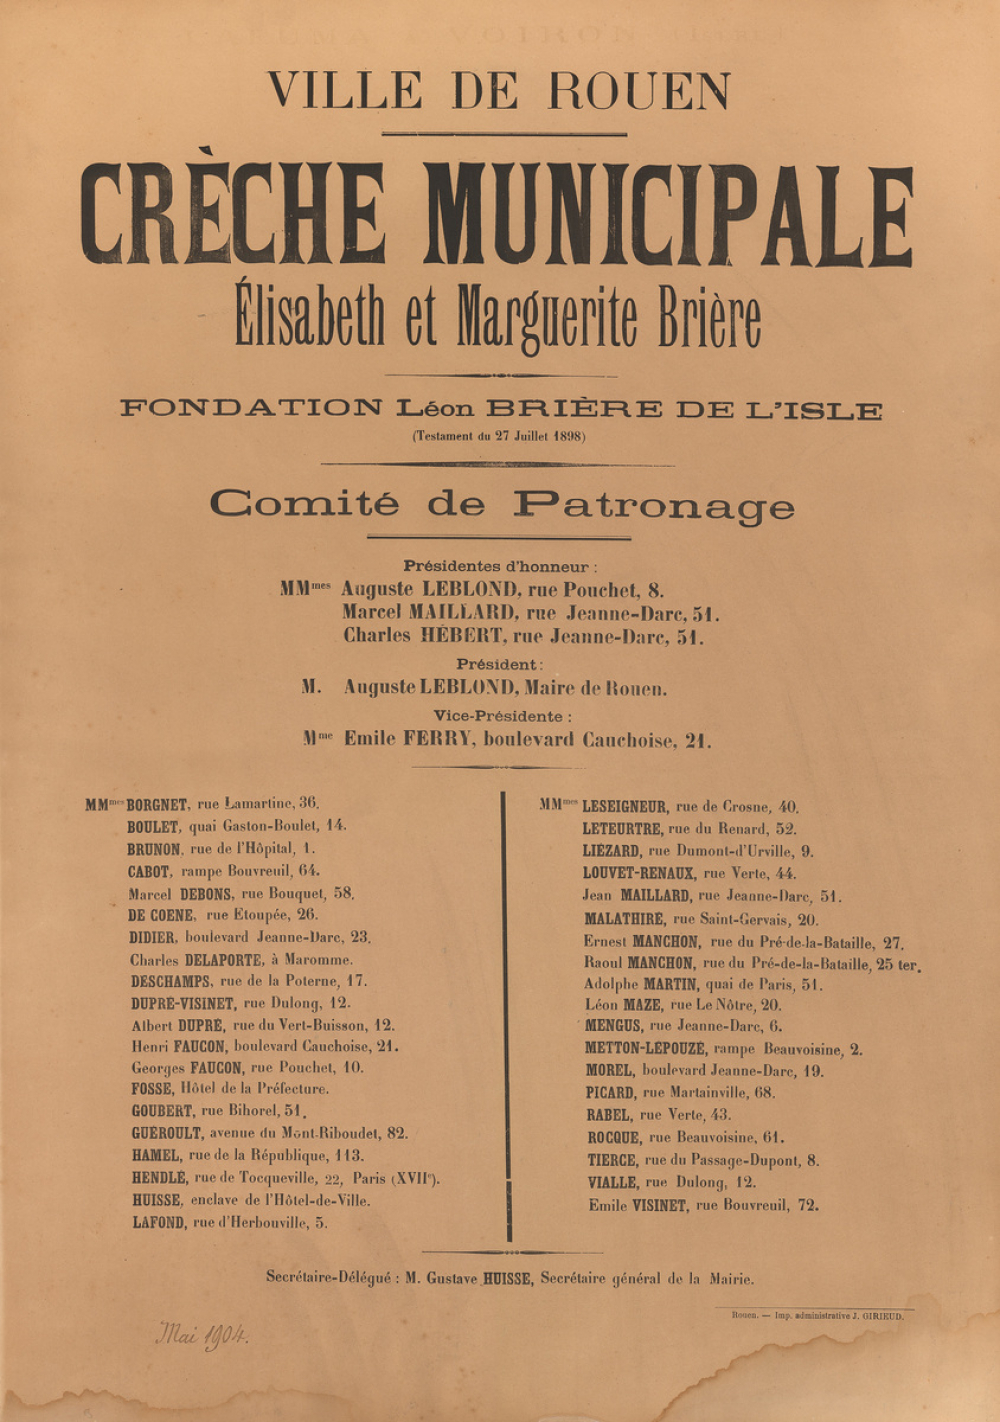 VILLE DE ROUEN
CRÈCHE MUNICIPALE
Élisabeth et Marguerite Brière
FONDATION Léon BRIÈRE DE L'ISLE
(Testament du 27 Juillet 1898)
Comité de Patronage
Présidentes d'honneur :
MMmes Auguste LEBLOND, rue Pouchet, 8.
Marcel MAILLARD, rue Jeanne-Darc, 51.
Charles HÉBERT, rue Jeanne-Darc, 51.
Président :
M. Auguste LEBLOND, Maire de Rouen.
Vice-Présidente :
Mme Emile FERRY, boulevard Cauchoise, 21.
MMmes BORGNET, rue Lamartine, 36.
BOULET, quai Gaston-Boulet, 14.
BRUNON, rue de l'Hôpital, 1.
CABOT, rampe Bouvreuil, 64.
Marcel DEBONS, rue Bouquet, 58.
DE COENE, rue Etoupée, 26.
DIDIER, boulevard Jeanne-Darc, 23.
Charles DELAPORTE, à Maromme.
DESCHAMPS, rue de la Poterne, 17.
DUPRÉ-VISINET, rue Dulong, 12.
Albert DUPRÉ, rue du Vert-Buisson, 12.
Henri FAUCON, boulevard Cauchoise, 21.
Georges FAUCON, rue Pouchet, 10.
FOSSE, Hôtel de la Préfecture.
GOUBERT, rue Bihorel, 51.
GUÉROULT, avenue du Mont-Riboudet, 82.
HAMEL, rue de la République, 113.
HENDLÉ, rue de Tocqueville, 22, Paris (XVIIe).
HUISSE, enclave de l'Hôtel-de-Ville.
LAFOND, rue d'Herbouville, 5.
MMmes LESEIGNEUR, rue de Crosne, 40.
LETEURTRE, rue du Renard, 52.
LIÉZARD, rue Dumont-d'Urville, 9.
LOUVET-RENAUX, rue Verte, 44.
Jean MAILLARD, rue Jeanne-Darc, 51.
MALATHIRÉ, rue Saint-Gervais, 20.
Ernest MANCHON, rue du Pré-de-la-Bataille, 27.
Raoul MANCHON, rue du Pré-de-la-Bataille, 25 ter.
Adolphe MARTIN, quai de Paris, 51.
Léon MAZE, rue Le Nôtre, 20.
MENGUS, rue Jeanne-Darc, 6.
METTON-LÉPOUZÉ, rampe Beauvoisine, 2.
MOREL, boulevard Jeanne-Darc, 19.
PICARD, rue Martainville, 68.
RABEL, rue Verte, 43.
ROCQUE, rue Beauvoisine, 61.
TIERCE, rue du Passage-Dupont, 8.
VIALLE, rue Dulong, 12.
Emile VISINET, rue Bouvreuil, 72.
Secrétaire-Délégué : M. Gustave HUISSE, Secrétaire général de la Mairie.
Rouen. — Imp. administrative J. GIRIEUD.
Mai 1904.